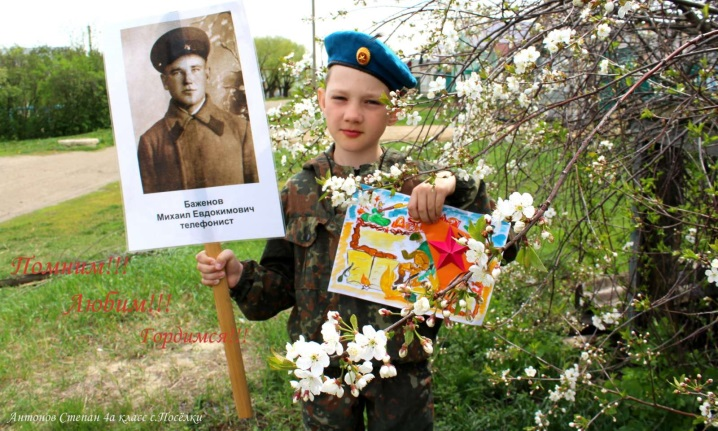 Баженов
Михаил Евдокимович
телефонист
Помним!!!
Любим!!!
Гордимся!!!
Антонов Степан 4а класс с.Посёлки